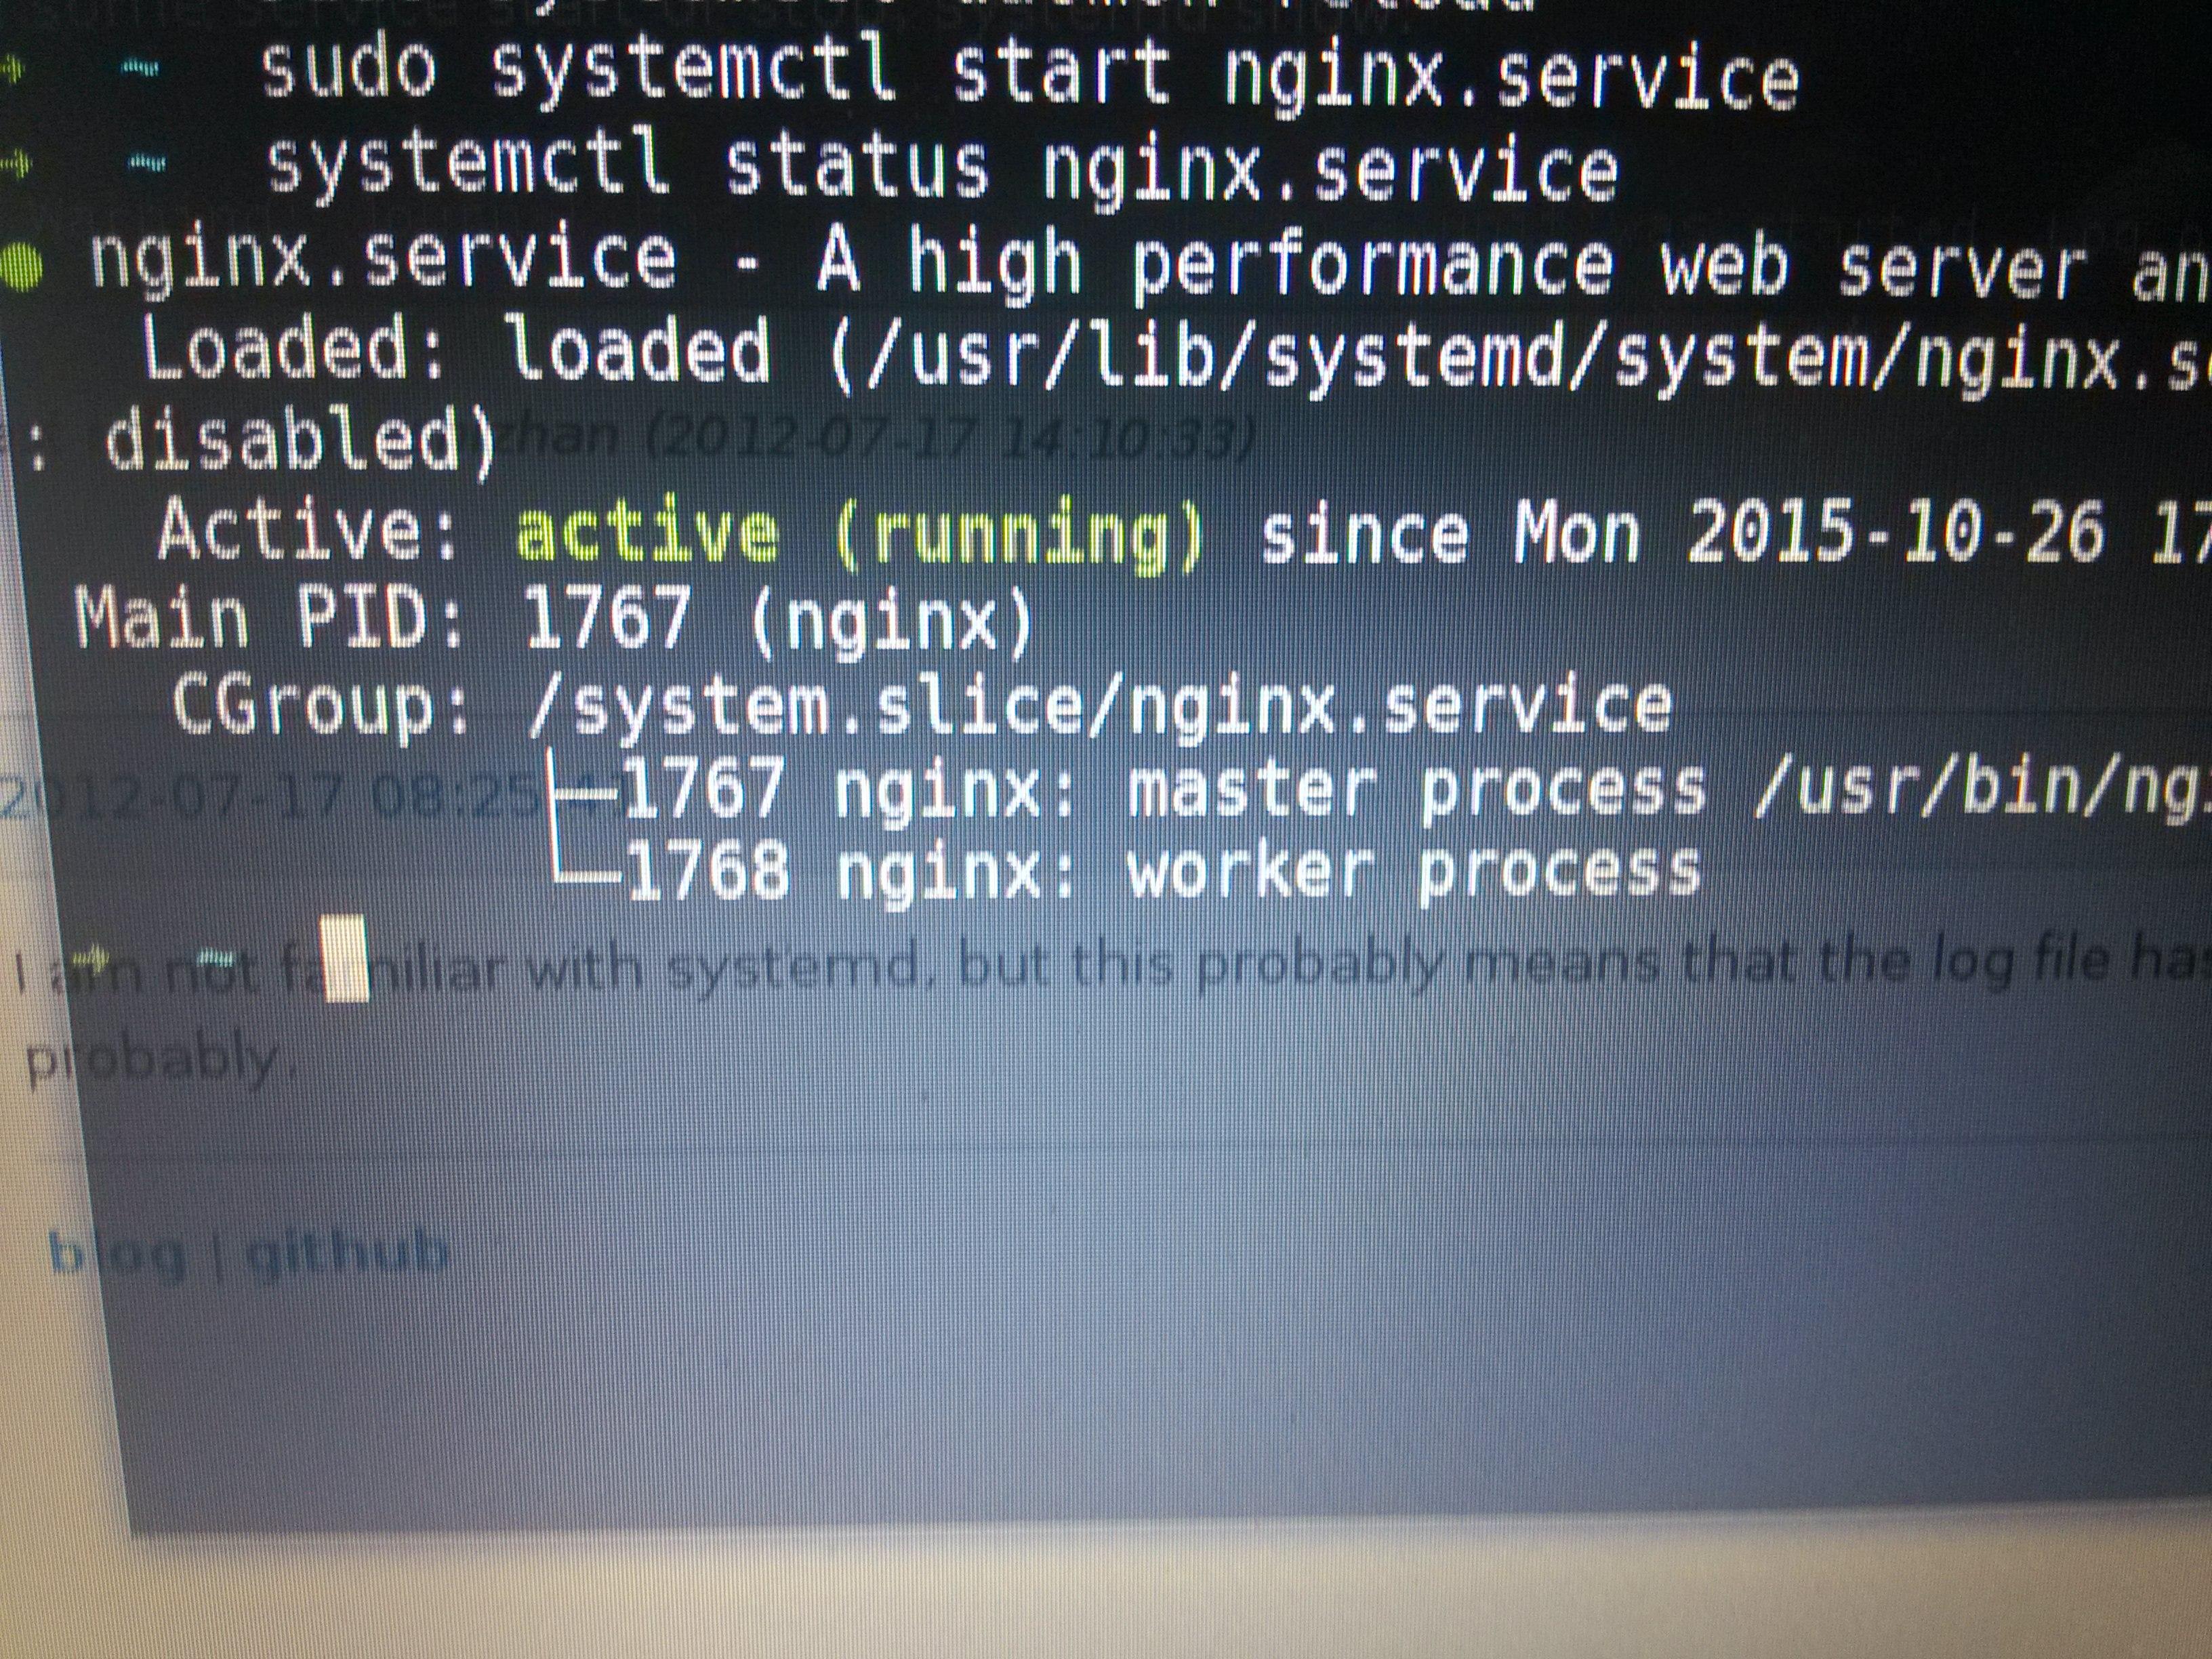 sudo systemctl start nginx.service
~ systemctl status nginx.service
● nginx.service - A high performance web server an
Loaded: loaded (/usr/lib/systemd/system/nginx.s
: disabled)
zhan (2012-07-17 14:10:33)
Active: active (running) since Mon 2015-10-26 17
Main PID: 1767 (nginx)
CGroup: /system.slice/nginx.service
2012-07-17 08:25
├─1767 nginx: master process /usr/bin/ng
└─1768 nginx: worker process
I am not familiar with systemd, but this probably means that the log file has
probably.
blog | github